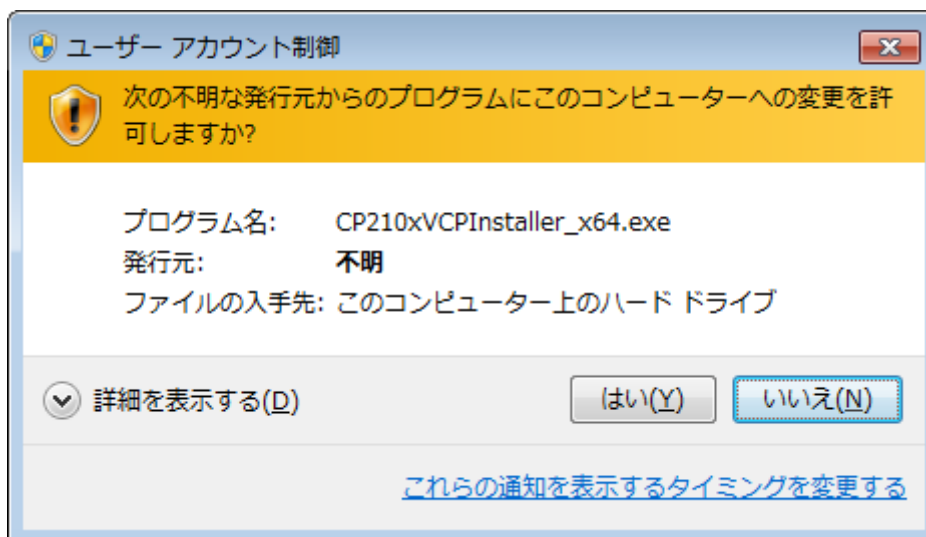 ユーザー アカウント制御
次の不明な発行元からのプログラムにこのコンピューターへの変更を許
可しますか?
プログラム名: CP210xVCPInstaller_x64.exe
発行元: 不明
ファイルの入手先: このコンピューター上のハード ドライブ
詳細を表示する(D)
はい(Y)
いいえ(N)
これらの通知を表示するタイミングを変更する